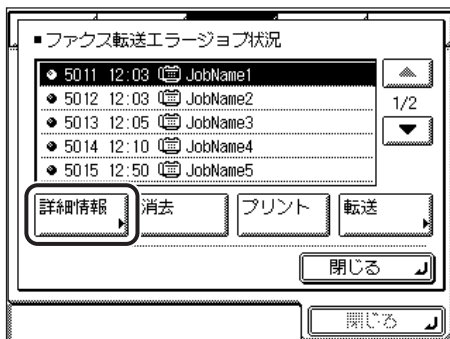 ■ファクス転送エラージョブ状況
5011 12:03 JobName1
5012 12:03 JobName2
5013 12:05 JobName3
5014 12:10 JobName4
5015 12:50 JobName5
1/2
詳細情報 消去 プリント 転送
閉じる
閉じる